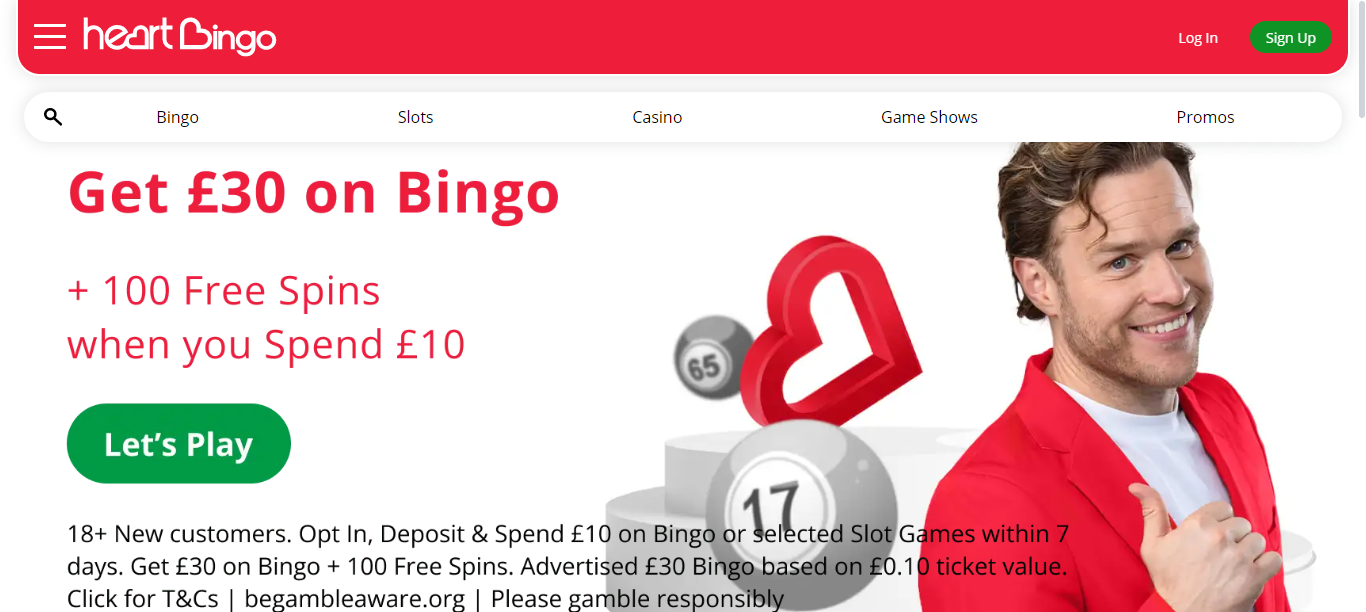 heart Bingo
Log In
Sign Up
Bingo
Slots
Casino
Game Shows
Promos
Get £30 on Bingo
+ 100 Free Spins
when you Spend £10
Let's Play
65
17
18+ New customers. Opt In, Deposit & Spend £10 on Bingo or selected Slot Games within 7
days. Get £30 on Bingo + 100 Free Spins. Advertised £30 Bingo based on £0.10 ticket value.
Click for T&Cs | begambleaware.org | Please gamble responsibly